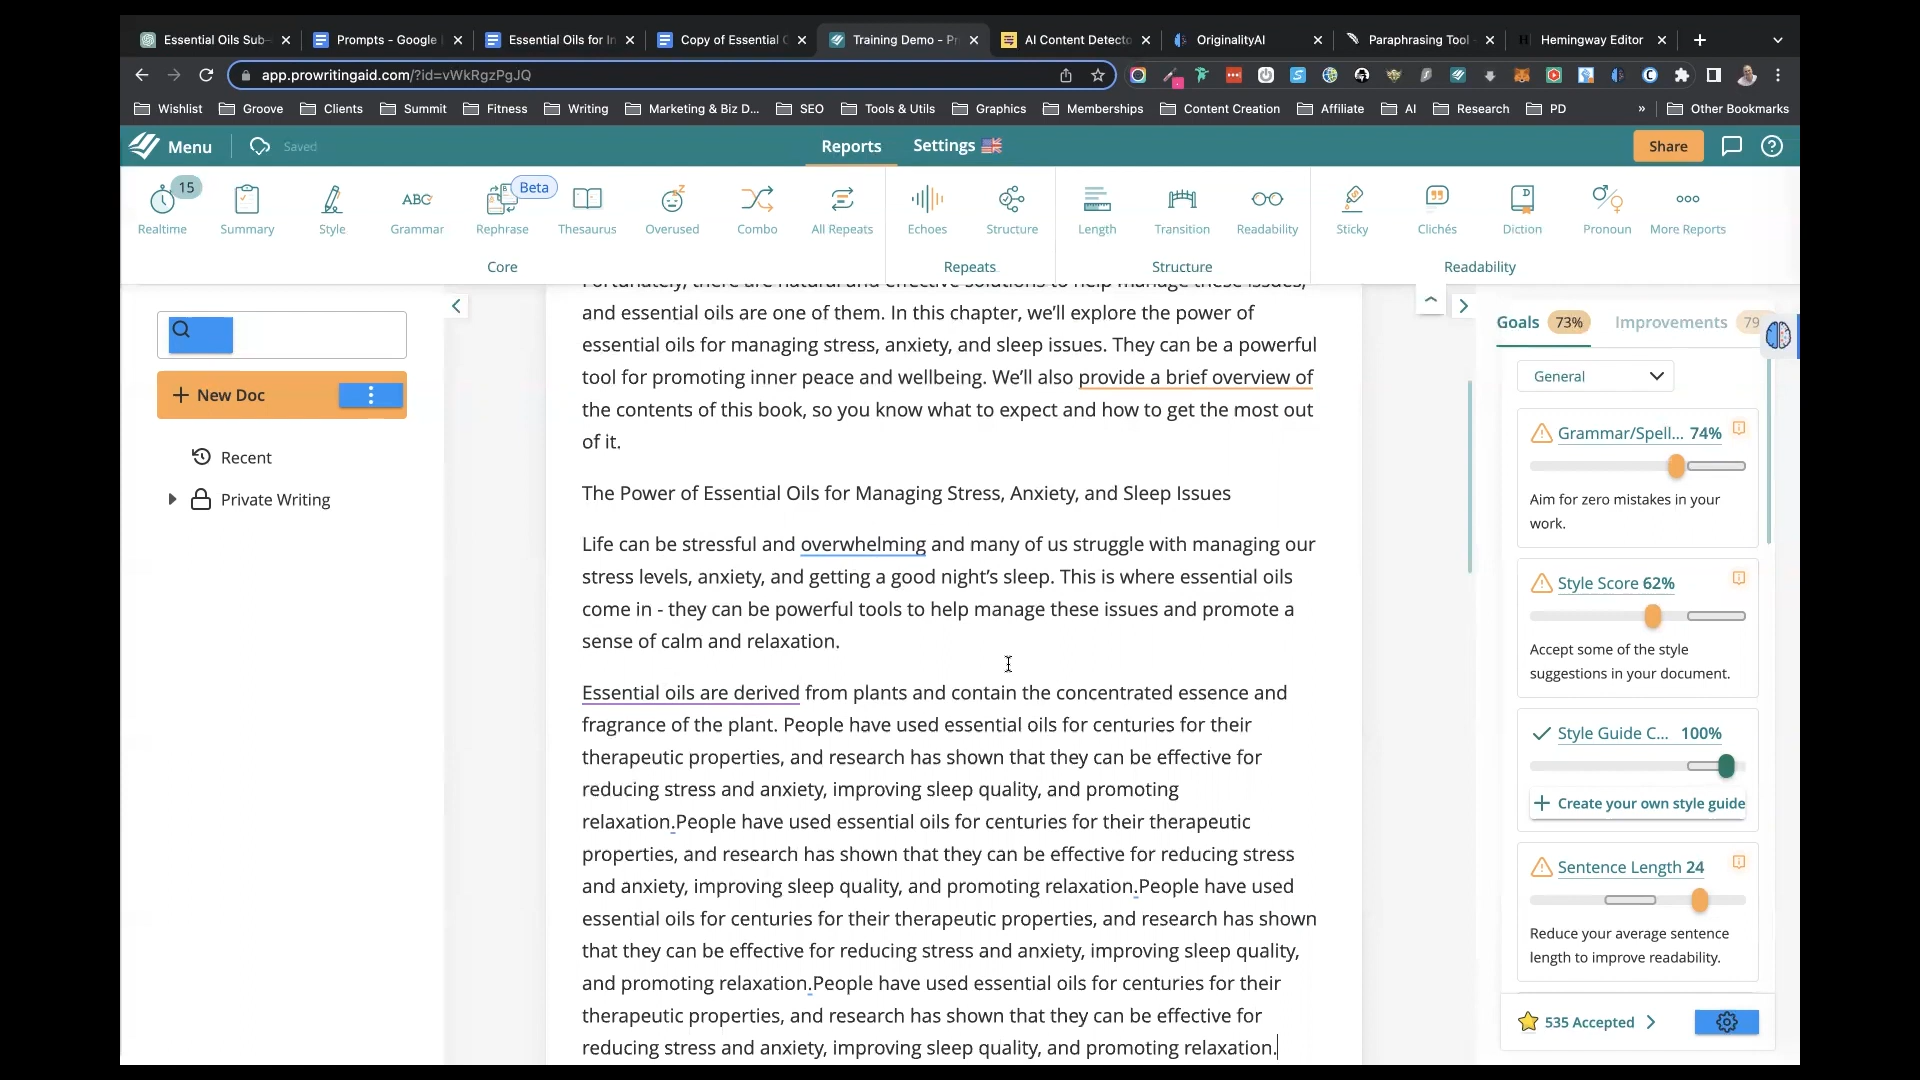 Essential Oils Sub-
Prompts - Google
Essential Oils for In
Copy of Essential
Training Demo - Pr
AI Content Detecto
OriginalityAI
Paraphrasing Tool
Hemingway Editor
app.prowritingaid.com/?id=vWkRgzPgJQ
Wishlist
Groove
Clients
Summit
Fitness
Writing
Marketing & Biz D...
SEO
Tools & Utils
Graphics
Memberships
Content Creation
Affiliate
AI
Research
PD
»
Other Bookmarks
Menu
Saved
Reports
Settings
Share
15
Realtime
Summary
Style
ABC
Grammar
Beta
Rephrase
Thesaurus
Overused
Combo
All Repeats
Echoes
Structure
Length
Transition
Readability
Sticky
Clichés
Diction
Pronoun
More Reports
Core
Repeats
Structure
Readability
New Doc
Recent
Private Writing
Fortunately, there are natural and effective solutions to help manage these issues,
and essential oils are one of them. In this chapter, we’ll explore the power of
essential oils for managing stress, anxiety, and sleep issues. They can be a powerful
tool for promoting inner peace and wellbeing. We’ll also provide a brief overview of
the contents of this book, so you know what to expect and how to get the most out
of it.
The Power of Essential Oils for Managing Stress, Anxiety, and Sleep Issues
Life can be stressful and overwhelming and many of us struggle with managing our
stress levels, anxiety, and getting a good night’s sleep. This is where essential oils
come in - they can be powerful tools to help manage these issues and promote a
sense of calm and relaxation.
Essential oils are derived from plants and contain the concentrated essence and
fragrance of the plant. People have used essential oils for centuries for their
therapeutic properties, and research has shown that they can be effective for
reducing stress and anxiety, improving sleep quality, and promoting
relaxation.People have used essential oils for centuries for their therapeutic
properties, and research has shown that they can be effective for reducing stress
and anxiety, improving sleep quality, and promoting relaxation.People have used
essential oils for centuries for their therapeutic properties, and research has shown
that they can be effective for reducing stress and anxiety, improving sleep quality,
and promoting relaxation.People have used essential oils for centuries for their
therapeutic properties, and research has shown that they can be effective for
reducing stress and anxiety, improving sleep quality, and promoting relaxation.
Goals 73%
Improvements 79
General
Grammar/Spell... 74%
Aim for zero mistakes in your
work.
Style Score 62%
Accept some of the style
suggestions in your document.
Style Guide C... 100%
Create your own style guide
Sentence Length 24
Reduce your average sentence
length to improve readability.
535 Accepted